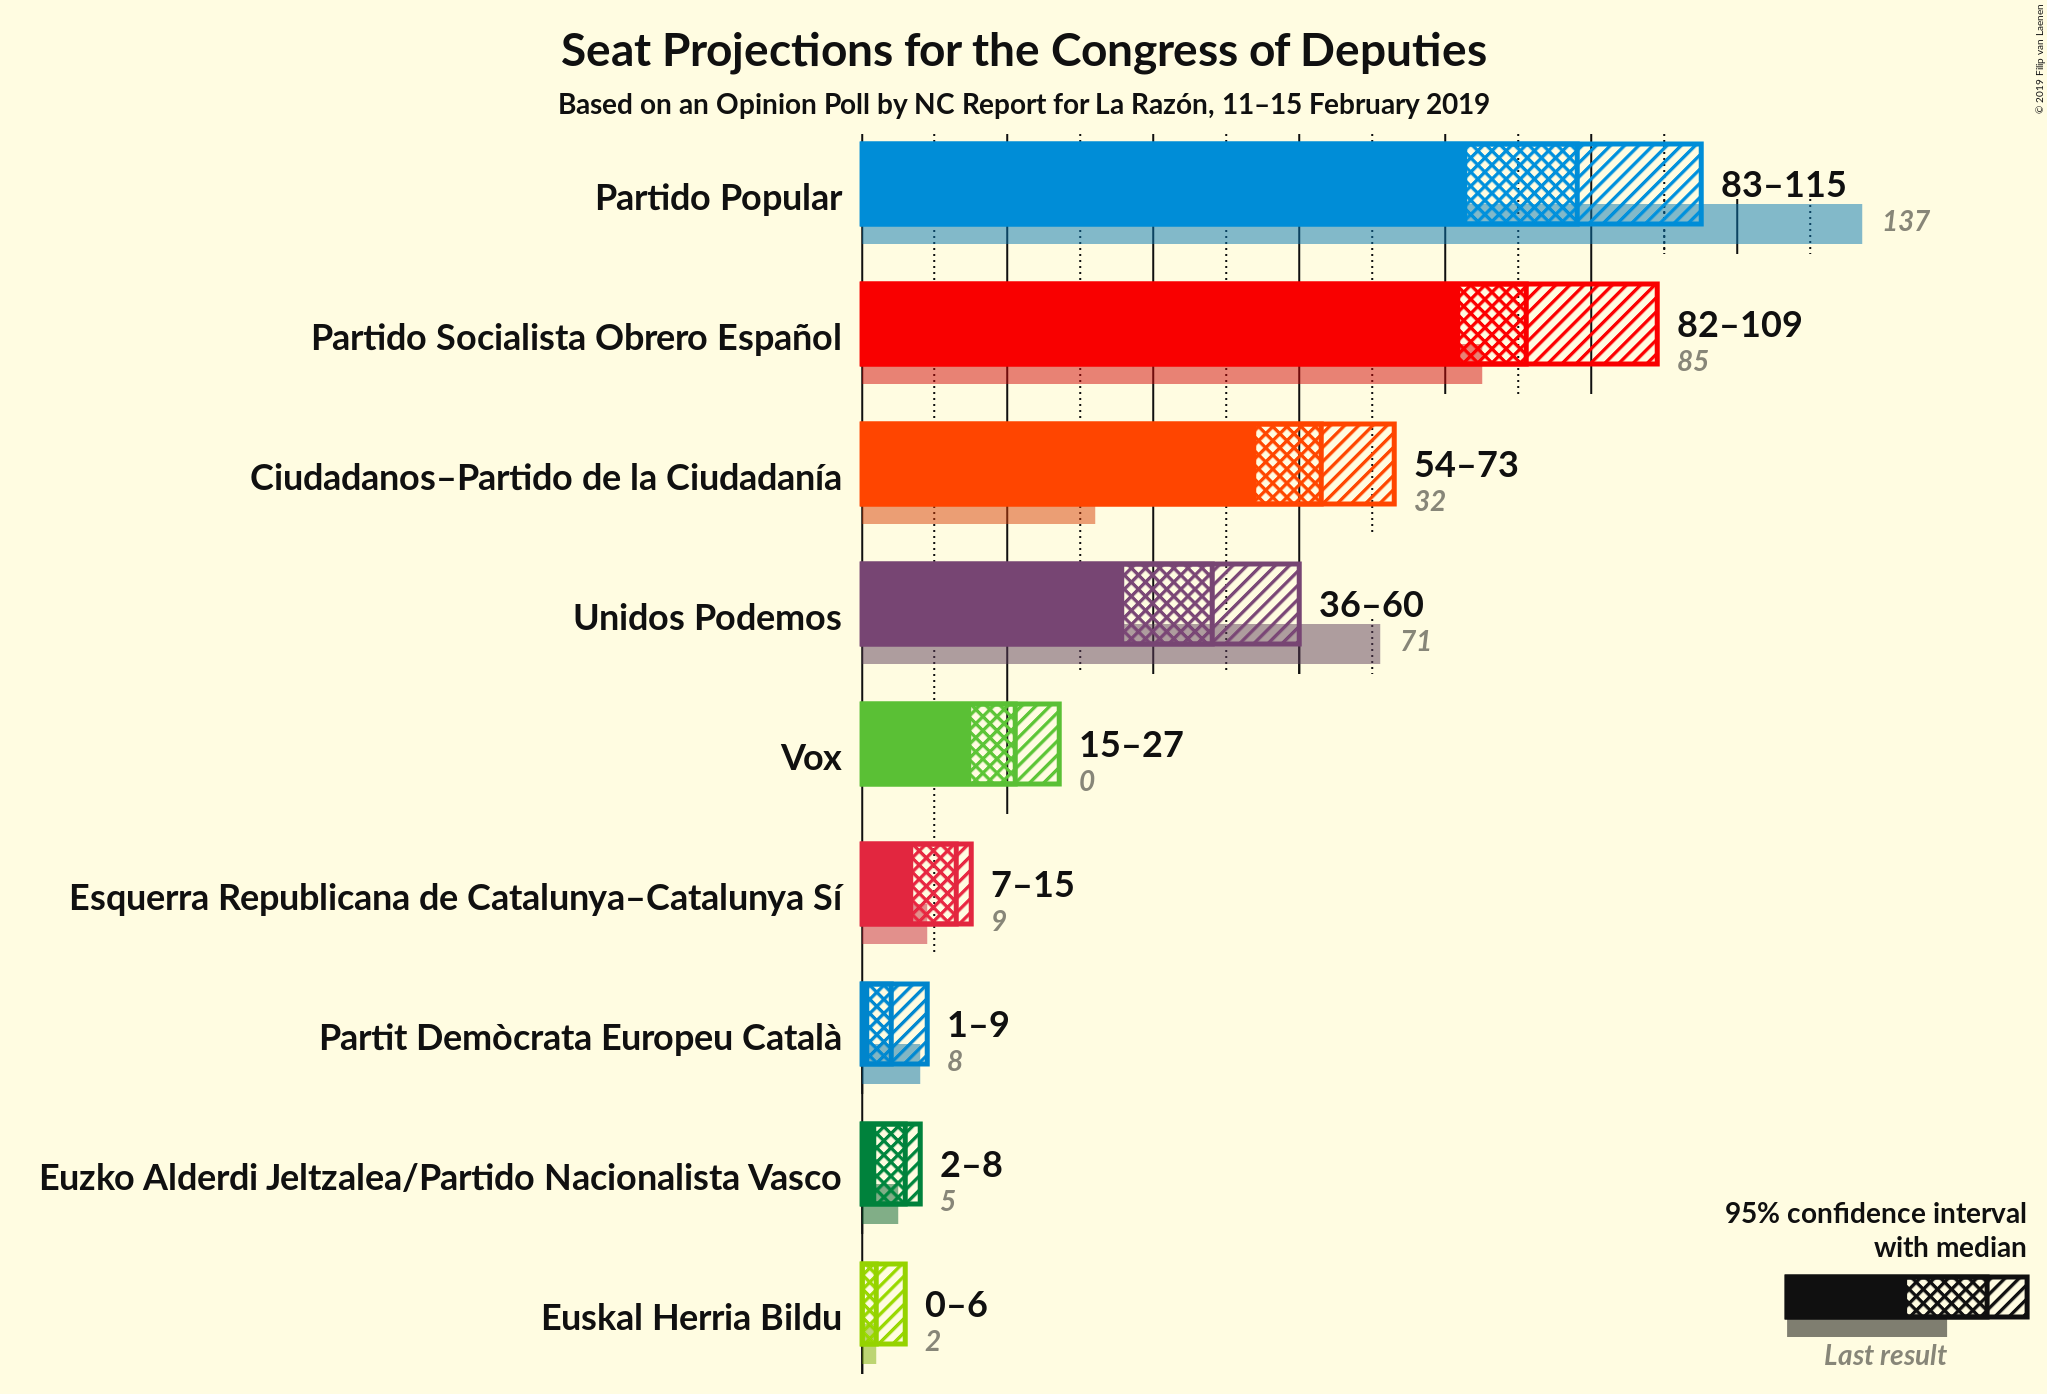 Seat Projections for the Congress of Deputies
Based on an Opinion Poll by NC Report for La Razón, 11–15 February 2019
© 2019 Filip van Laenen
Partido Popular
83–115
137
Partido Socialista Obrero Español
82–109
85
Ciudadanos–Partido de la Ciudadanía
54–73
32
Unidos Podemos
36–60
71
Vox
15–27
0
Esquerra Republicana de Catalunya–Catalunya Sí
7–15
9
Partit Demòcrata Europeu Català
1–9
8
Euzko Alderdi Jeltzalea/Partido Nacionalista Vasco
2–8
5
Euskal Herria Bildu
0–6
2
95% confidence interval
with median
Last result